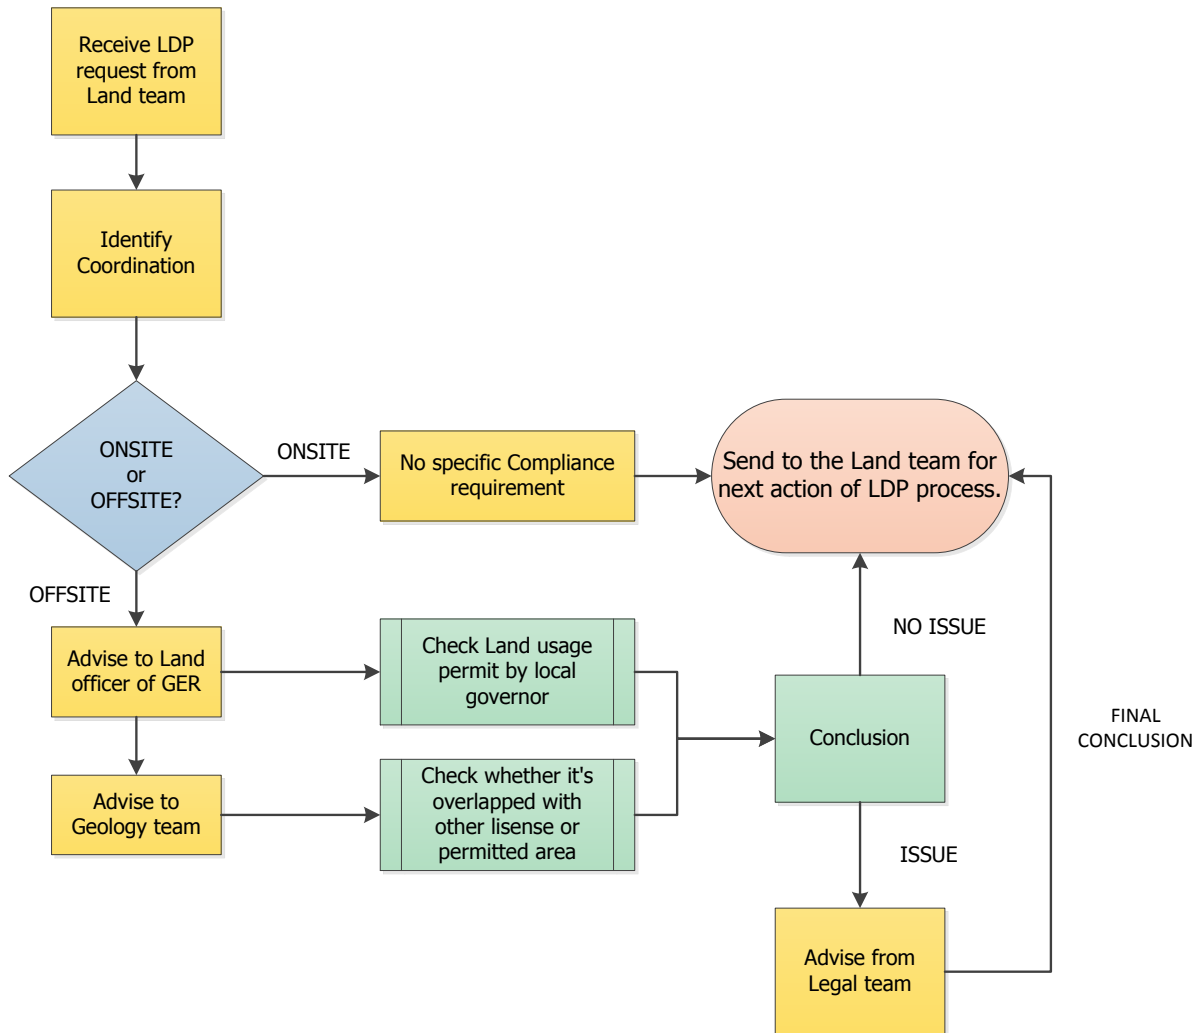 Receive LDP
request from
Land team
Identify
Coordination
ONSITE
or
OFFSITE?
ONSITE
No specific Compliance
requirement
Send to the Land team for
next action of LDP process.
OFFSITE
Advise to Land
officer of GER
Check Land usage
permit by local
governor
NO ISSUE
Conclusion
FINAL
CONCLUSION
Advise to
Geology team
Check whether it's
overlapped with
other lisense or
permitted area
ISSUE
Advise from
Legal team